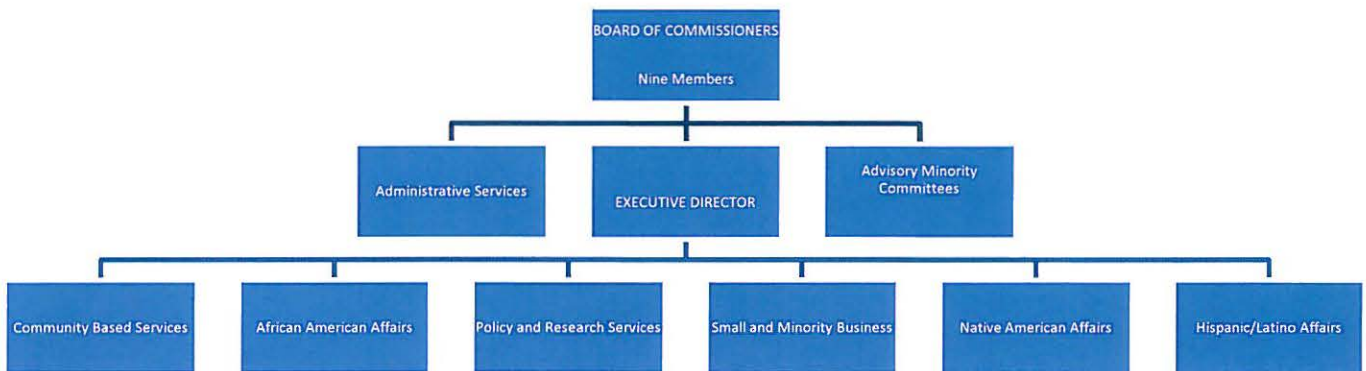 BOARD OF COMMISSIONERS
Nine Members
Administrative Services
EXECUTIVE DIRECTOR
Advisory Minority
Committees
Community Based Services
African American Affairs
Policy and Research Services
Small and Minority Business
Native American Affairs
Hispanic/Latino Affairs